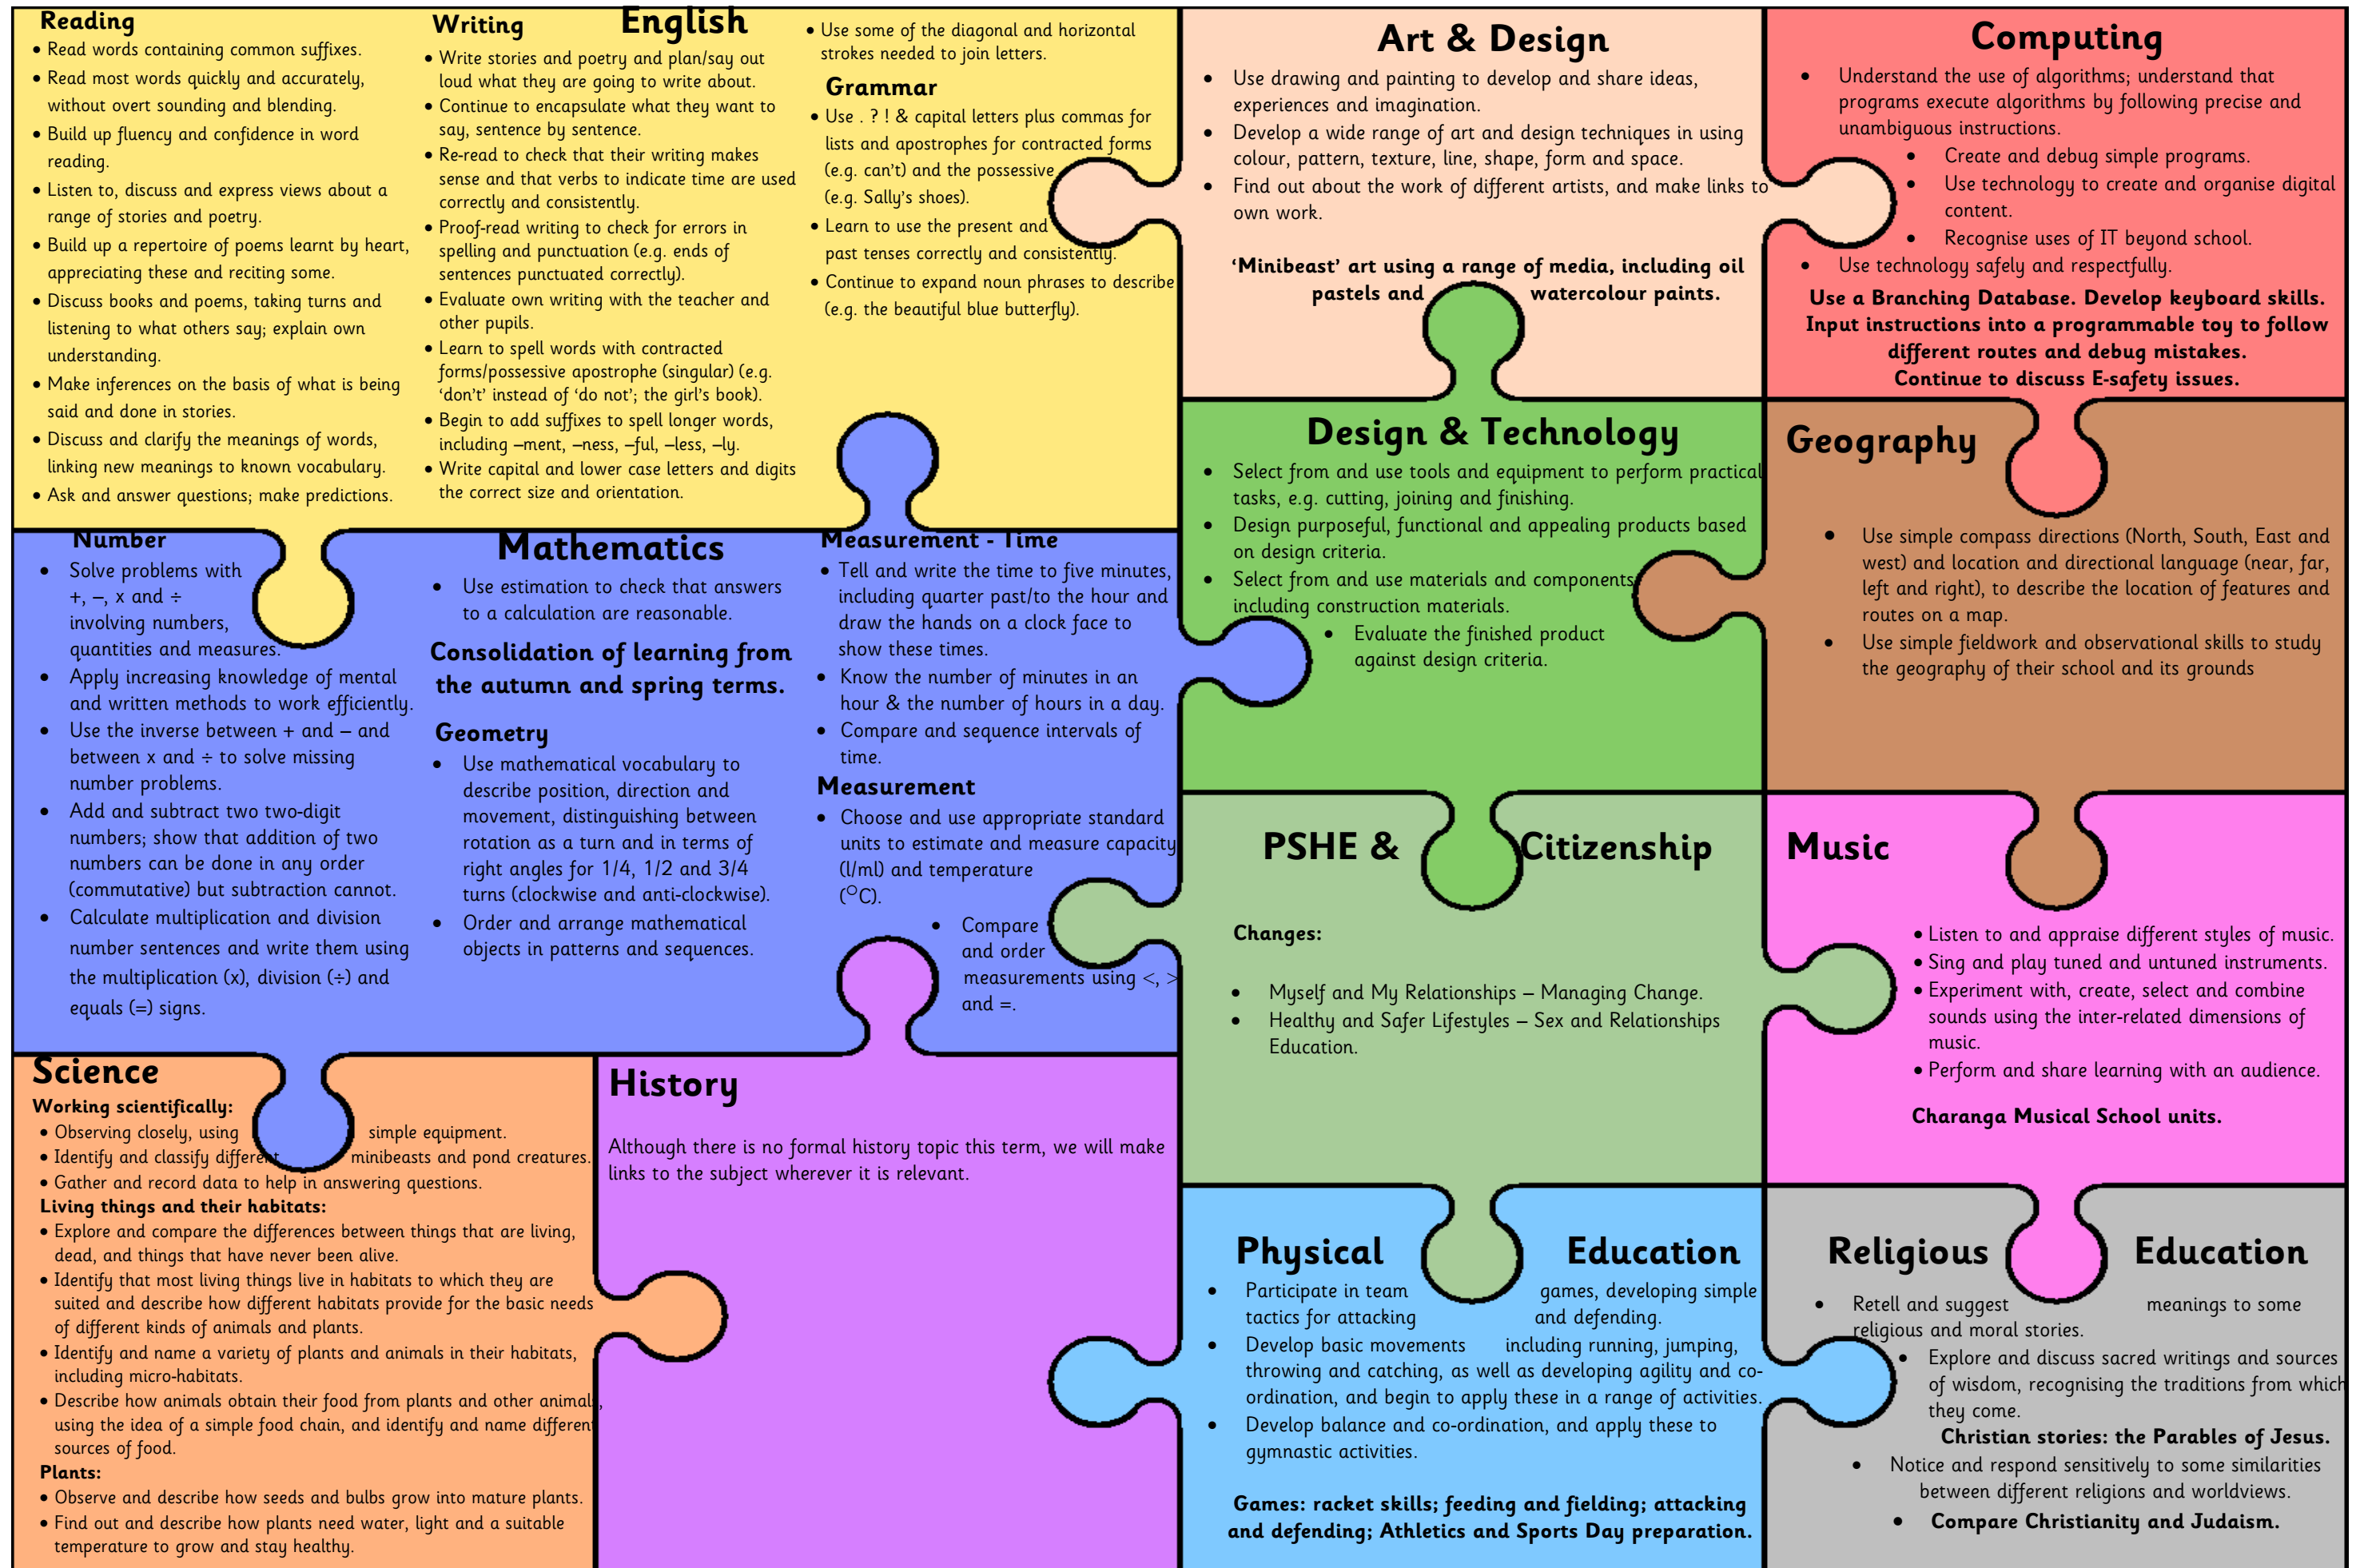 English
Reading
• Read words containing common suffixes.
• Read most words quickly and accurately,
without overt sounding and blending.
• Build up fluency and confidence in word
reading.
• Listen to, discuss and express views about a
range of stories and poetry.
• Build up a repertoire of poems learnt by heart,
appreciating these and reciting some.
• Discuss books and poems, taking turns and
listening to what others say; explain own
understanding.
• Make inferences on the basis of what is being
said and done in stories.
• Discuss and clarify the meanings of words,
linking new meanings to known vocabulary.
• Ask and answer questions; make predictions.
Writing
• Write stories and poetry and plan/say out
loud what they are going to write about.
• Continue to encapsulate what they want to
say, sentence by sentence.
• Re-read to check that their writing makes
sense and that verbs to indicate time are used
correctly and consistently.
• Proof-read writing to check for errors in
spelling and punctuation (e.g. ends of
sentences punctuated correctly).
• Evaluate own writing with the teacher and
other pupils.
• Learn to spell words with contracted
forms/possessive apostrophe (singular) (e.g.
‘don’t’ instead of ‘do not’; the girl’s book).
• Begin to add suffixes to spell longer words,
including –ment, –ness, –ful, –less, –ly.
• Write capital and lower case letters and digits
the correct size and orientation.
• Use some of the diagonal and horizontal
strokes needed to join letters.
Grammar
• Use . ? ! & capital letters plus commas for
lists and apostrophes for contracted forms
(e.g. can’t) and the possessive
(e.g. Sally’s shoes).
• Learn to use the present and
past tenses correctly and consistently.
• Continue to expand noun phrases to describe
(e.g. the beautiful blue butterfly).
Art & Design
• Use drawing and painting to develop and share ideas,
experiences and imagination.
• Develop a wide range of art and design techniques in using
colour, pattern, texture, line, shape, form and space.
• Find out about the work of different artists, and make links to
own work.
‘Minibeast’ art using a range of media, including oil
pastels and watercolour paints.
Computing
• Understand the use of algorithms; understand that
programs execute algorithms by following precise and
unambiguous instructions.
• Create and debug simple programs.
• Use technology to create and organise digital
content.
• Recognise uses of IT beyond school.
• Use technology safely and respectfully.
Use a Branching Database. Develop keyboard skills.
Input instructions into a programmable toy to follow
different routes and debug mistakes.
Continue to discuss E-safety issues.
Mathematics
Number
• Solve problems with
+, –, x and ÷
involving numbers,
quantities and measures.
• Apply increasing knowledge of mental
and written methods to work efficiently.
• Use the inverse between + and – and
between x and ÷ to solve missing
number problems.
• Add and subtract two two-digit
numbers; show that addition of two
numbers can be done in any order
(commutative) but subtraction cannot.
• Calculate multiplication and division
number sentences and write them using
the multiplication (x), division (÷) and
equals (=) signs.
• Use estimation to check that answers
to a calculation are reasonable.
Consolidation of learning from
the autumn and spring terms.
Geometry
• Use mathematical vocabulary to
describe position, direction and
movement, distinguishing between
rotation as a turn and in terms of
right angles for 1/4, 1/2 and 3/4
turns (clockwise and anti-clockwise).
• Order and arrange mathematical
objects in patterns and sequences.
Measurement - Time
• Tell and write the time to five minutes,
including quarter past/to the hour and
draw the hands on a clock face to
show these times.
• Know the number of minutes in an
hour & the number of hours in a day.
• Compare and sequence intervals of
time.
Measurement
• Choose and use appropriate standard
units to estimate and measure capacity
(l/ml) and temperature
(°C).
• Compare
and order
measurements using <, >
and =.
Design & Technology
• Select from and use tools and equipment to perform practical
tasks, e.g. cutting, joining and finishing.
• Design purposeful, functional and appealing products based
on design criteria.
• Select from and use materials and components
including construction materials.
• Evaluate the finished product
against design criteria.
Geography
• Use simple compass directions (North, South, East and
west) and location and directional language (near, far,
left and right), to describe the location of features and
routes on a map.
• Use simple fieldwork and observational skills to study
the geography of their school and its grounds
PSHE & Citizenship
Changes:
• Myself and My Relationships – Managing Change.
• Healthy and Safer Lifestyles – Sex and Relationships
Education.
Music
• Listen to and appraise different styles of music.
• Sing and play tuned and untuned instruments.
• Experiment with, create, select and combine
sounds using the inter-related dimensions of
music.
• Perform and share learning with an audience.
Charanga Musical School units.
Science
Working scientifically:
• Observing closely, using simple equipment.
• Identify and classify different minibeasts and pond creatures.
• Gather and record data to help in answering questions.
Living things and their habitats:
• Explore and compare the differences between things that are living,
dead, and things that have never been alive.
• Identify that most living things live in habitats to which they are
suited and describe how different habitats provide for the basic needs
of different kinds of animals and plants.
• Identify and name a variety of plants and animals in their habitats,
including micro-habitats.
• Describe how animals obtain their food from plants and other animals,
using the idea of a simple food chain, and identify and name different
sources of food.
Plants:
• Observe and describe how seeds and bulbs grow into mature plants.
• Find out and describe how plants need water, light and a suitable
temperature to grow and stay healthy.
History
Although there is no formal history topic this term, we will make
links to the subject wherever it is relevant.
Physical Education
• Participate in team games, developing simple
tactics for attacking and defending.
• Develop basic movements including running, jumping,
throwing and catching, as well as developing agility and co-
ordination, and begin to apply these in a range of activities.
• Develop balance and co-ordination, and apply these to
gymnastic activities.
Games: racket skills; feeding and fielding; attacking
and defending; Athletics and Sports Day preparation.
Religious Education
• Retell and suggest meanings to some
religious and moral stories.
• Explore and discuss sacred writings and sources
of wisdom, recognising the traditions from which
they come.
Christian stories: the Parables of Jesus.
• Notice and respond sensitively to some similarities
between different religions and worldviews.
• Compare Christianity and Judaism.